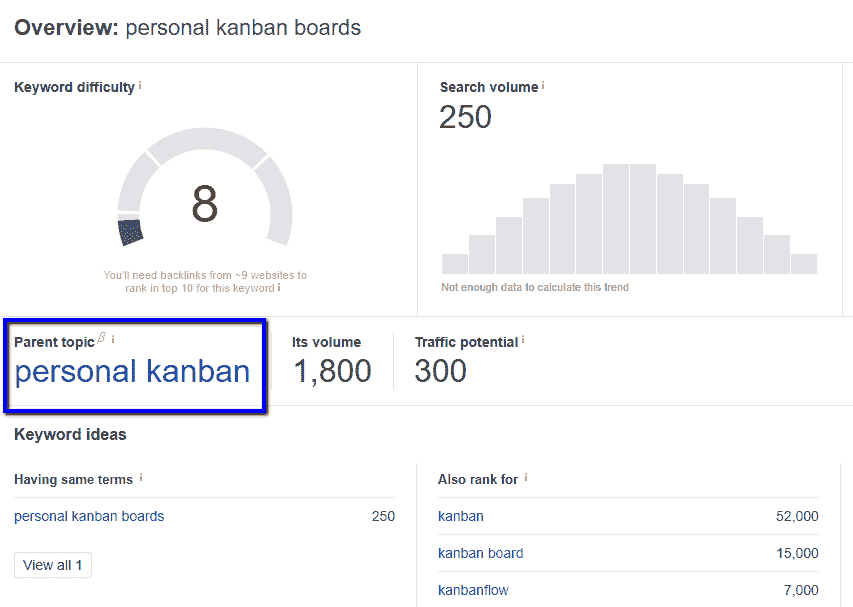 Overview: personal kanban boards
Keyword difficulty i
8
You'll need backlinks from ~9 websites to
rank in top 10 for this keyword i
Search volume i
250
Not enough data to calculate this trend
Parent topic β i
personal kanban
Its volume
1,800
Traffic potential i
300
Keyword ideas
Having same terms i
personal kanban boards 250
View all 1
Also rank for i
kanban 52,000
kanban board 15,000
kanbanflow 7,000